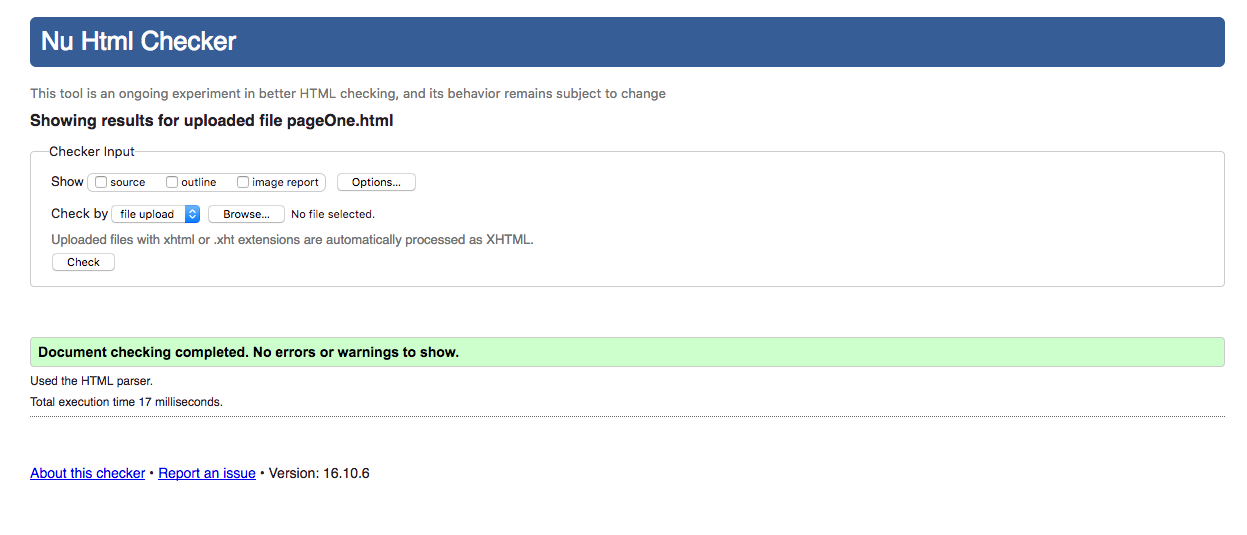 Nu Html Checker
This tool is an ongoing experiment in better HTML checking, and its behavior remains subject to change
Showing results for uploaded file pageOne.html
Checker Input
Show source outline image report Options...
Check by file upload Browse... No file selected.
Uploaded files with xhtml or .xht extensions are automatically processed as XHTML.
Check
Document checking completed. No errors or warnings to show.
Used the HTML parser.
Total execution time 17 milliseconds.
About this checker • Report an issue • Version: 16.10.6